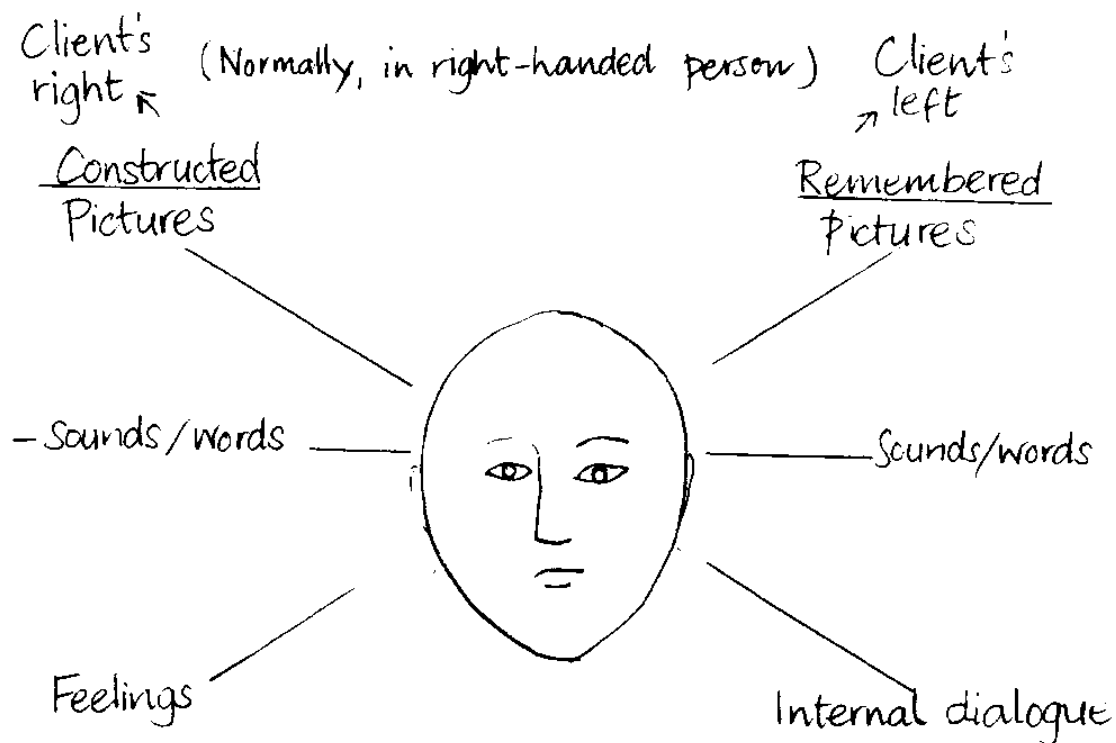 Client's right
(Normally, in right-handed person)
Client's left
Constructed
Pictures
Remembered
Pictures
- Sounds/words
Sounds/words
Feelings
Internal dialogue